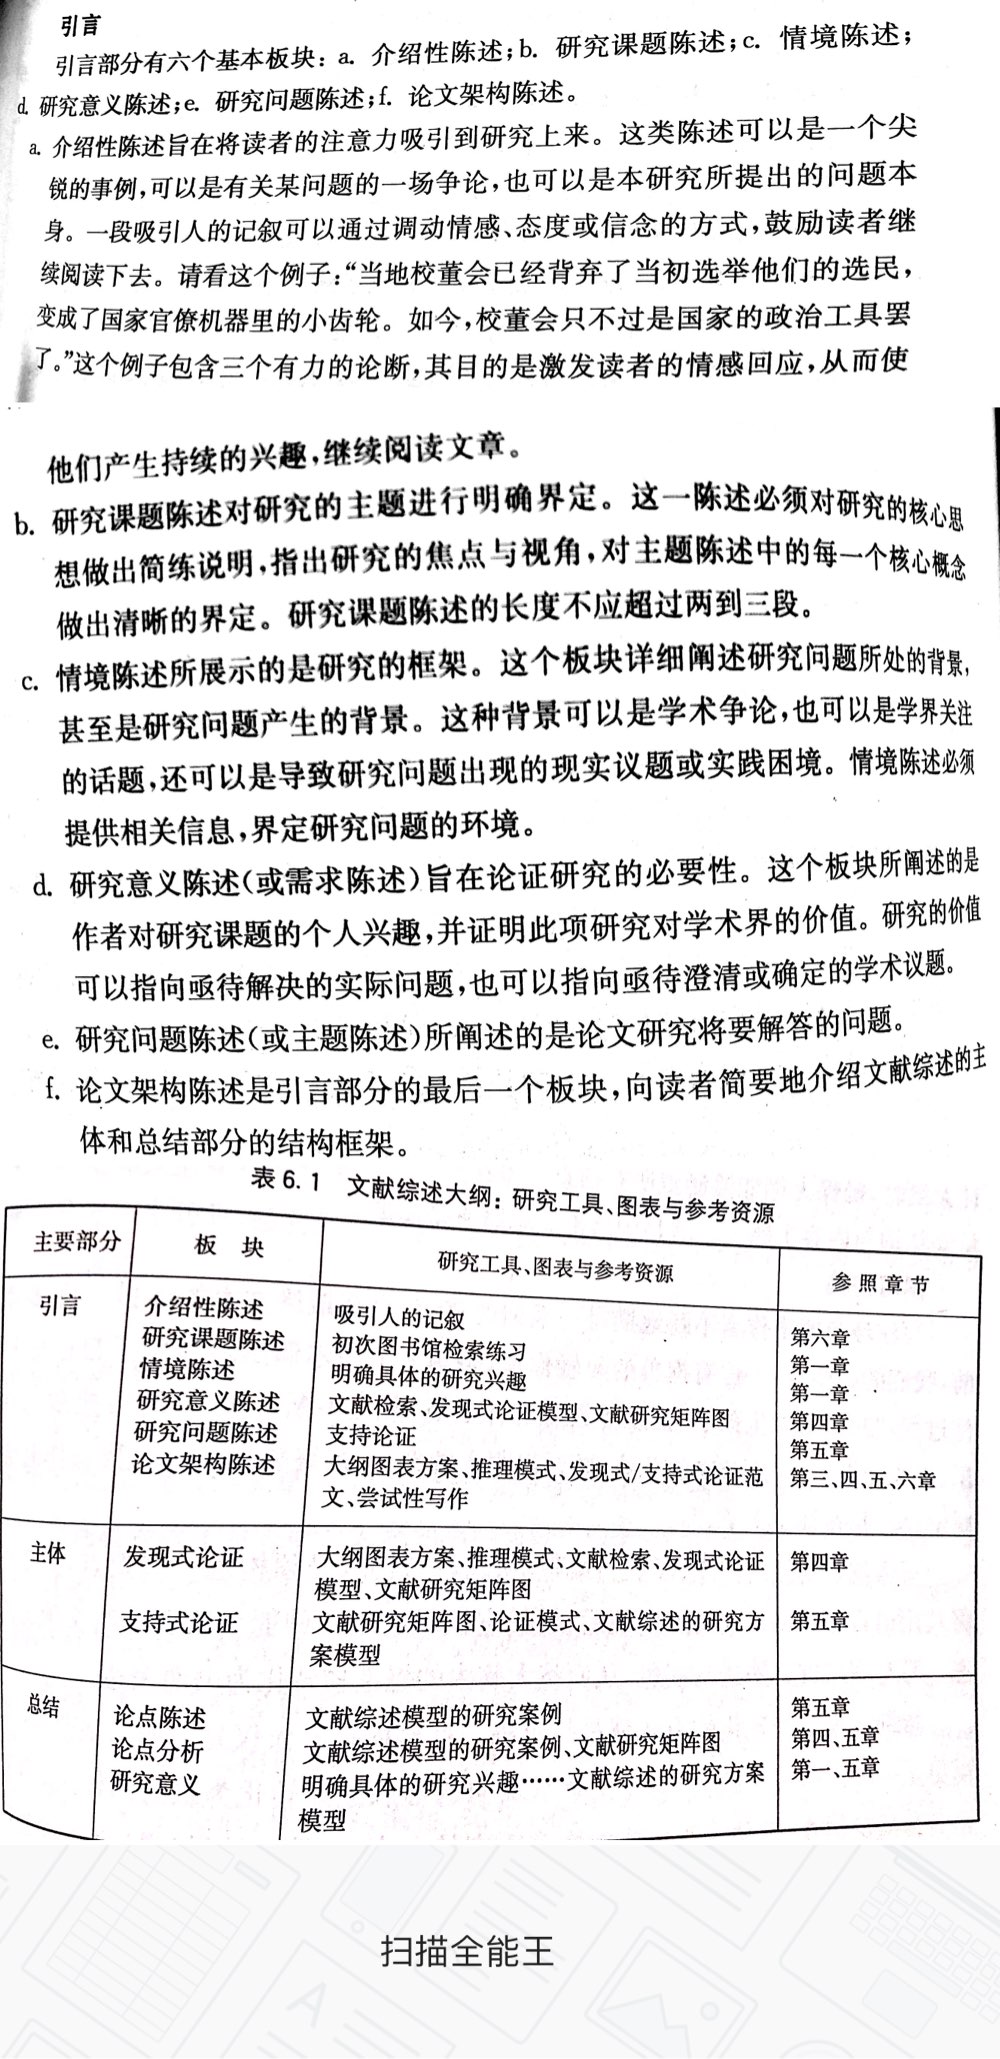 引言
引言部分有六个基本板块：a. 介绍性陈述；b. 研究课题陈述；c. 情境陈述；
d. 研究意义陈述；e. 研究问题陈述；f. 论文架构陈述。
a. 介绍性陈述旨在将读者的注意力吸引到研究上来。这类陈述可以是一个尖
锐的事例，可以是有关某问题的一场争论，也可以是本研究所提出的问题本
身。一段吸引人的记叙可以通过调动情感、态度或信念的方式，鼓励读者继
续阅读下去。请看这个例子：“当地校董会已经背弃了当初选举他们的选民，
变成了国家官僚机器里的小齿轮。如今，校董会只不过是国家的政治工具罢
了。”这个例子包含三个有力的论断，其目的是激发读者的情感回应，从而使
他们产生持续的兴趣，继续阅读文章。
b. 研究课题陈述对研究的主题进行明确界定。这一陈述必须对研究的核心思
想做出简练说明，指出研究的焦点与视角，对主题陈述中的每一个核心概念
做出清晰的界定。研究课题陈述的长度不应超过两到三段。
c. 情境陈述所展示的是研究的框架。这个板块详细阐述研究问题所处的背景，
甚至是研究问题产生的背景。这种背景可以是学术争论，也可以是学界关注
的话题，还可以是导致研究问题出现的现实议题或实践困境。情境陈述必须
提供相关信息，界定研究问题的环境。
d. 研究意义陈述（或需求陈述）旨在论证研究的必要性。这个板块所阐述的是
作者对研究课题的个人兴趣，并证明此项研究对学术界的价值。研究的价值
可以指向亟待解决的实际问题，也可以指向亟待澄清或确定的学术议题。
e. 研究问题陈述（或主题陈述）所阐述的是论文研究将要解答的问题。
f. 论文架构陈述是引言部分的最后一个板块，向读者简要地介绍文献综述的主
体和总结部分的结构框架。
表 6.1 文献综述大纲：研究工具、图表与参考资源
主要部分 板 块 研究工具、图表与参考资源 参照章节
引言 介绍性陈述 吸引人的记叙 第六章
研究课题陈述 初次图书馆检索练习 第一章
情境陈述 明确具体的研究兴趣 第一章
研究意义陈述 文献检索、发现式论证模型、文献研究矩阵图 第四章
研究问题陈述 支持论证 第五章
论文架构陈述 大纲图表方案、推理模式、发现式/支持式论证范 第三、四、五、六章
文、尝试性写作
主体 发现式论证 大纲图表方案、推理模式、文献检索、发现式论证 第四章
模型、文献研究矩阵图
支持式论证 文献研究矩阵图、论证模式、文献综述的研究方 第五章
案模型
总结 论点陈述 文献综述模型的研究案例 第五章
论点分析 文献综述模型的研究案例、文献研究矩阵图 第四、五章
研究意义 明确具体的研究兴趣……文献综述的研究方案 第一、五章
模型
扫描全能王